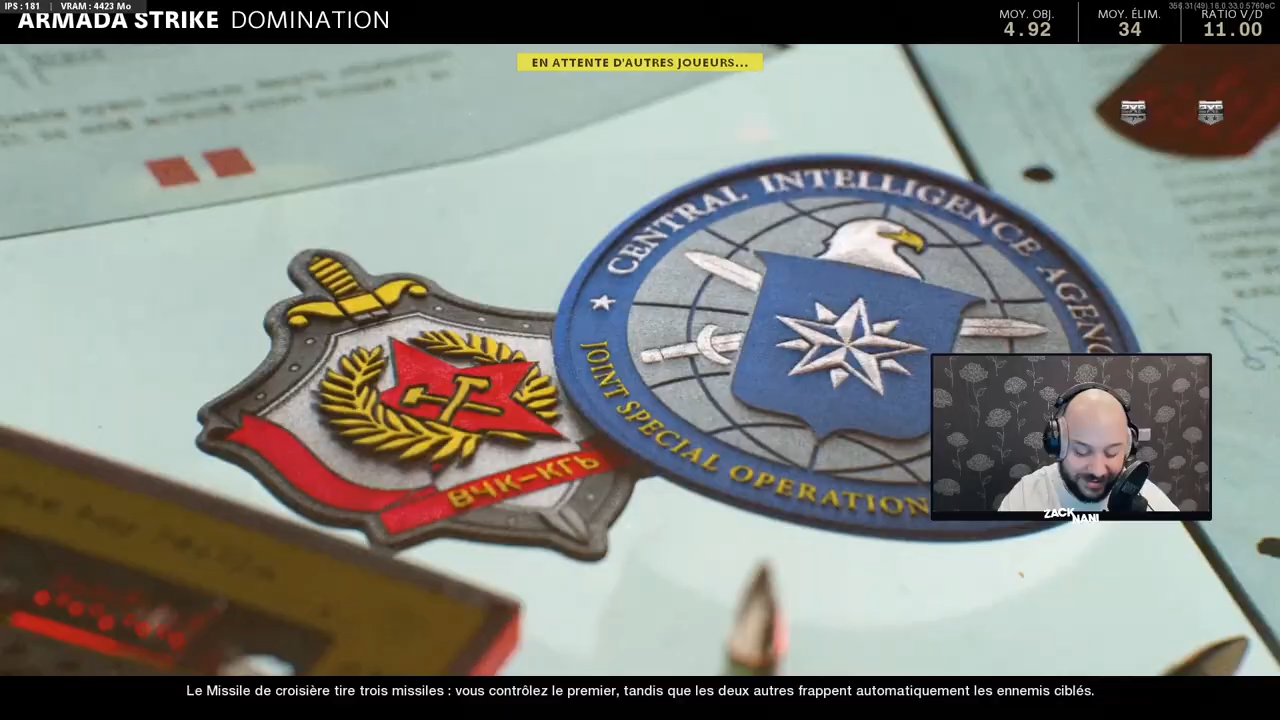 IPS : 181 | VRAM : 4423 Mo
ARMADA STRIKE DOMINATION
MOY. OBJ.
4.92
MOY. ÉLIM.
34
RATIO V/D
11.00
EN ATTENTE D'AUTRES JOUEURS...
2XP
2XP
CENTRAL INTELLIGENCE AGENC
JOINT SPECIAL OPERATION
ВЧК-КГЬ
ZACK
NANI
Le Missile de croisière tire trois missiles : vous contrôlez le premier, tandis que les deux autres frappent automatiquement les ennemis ciblés.